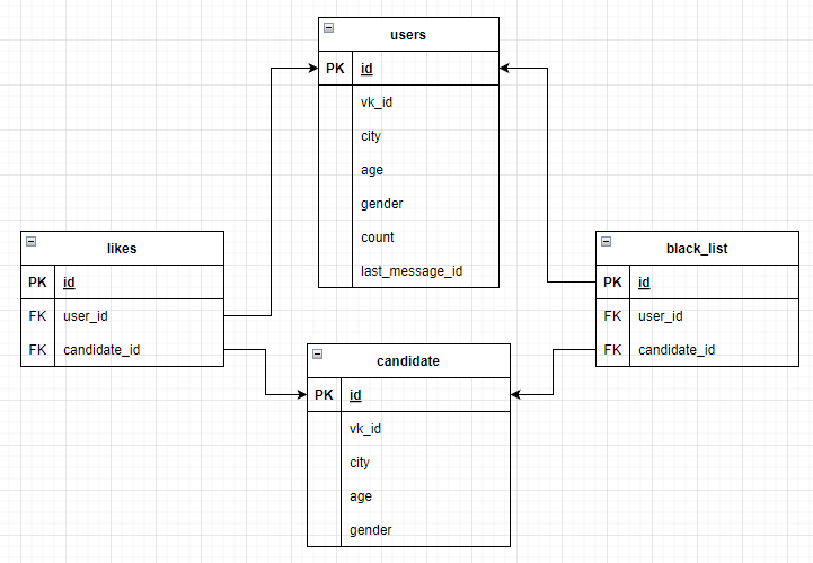 users
PK id
vk_id
city
age
gender
count
last_message_id
likes
PK id
FK user_id
FK candidate_id
black_list
PK id
FK user_id
FK candidate_id
candidate
PK id
vk_id
city
age
gender